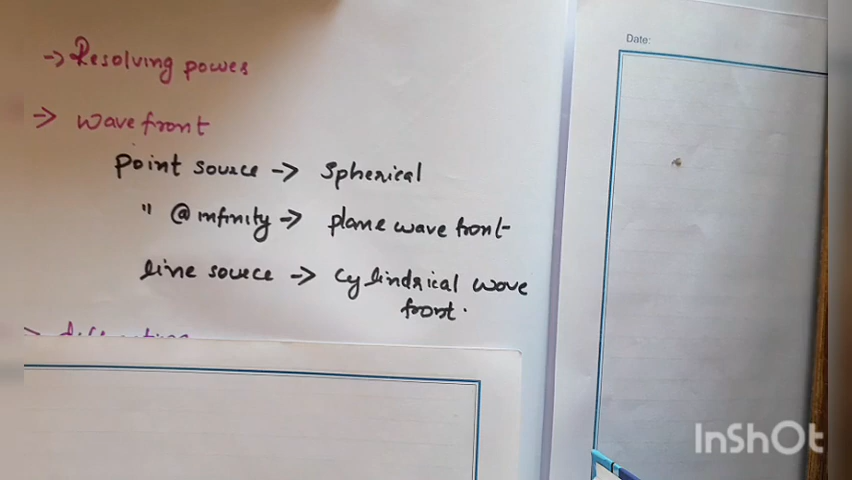 → Resolving power
→ wave front
point source → spherical
" @ infinity → plane wave front
line source → cylindrical wave
front.
Date:
InShOt